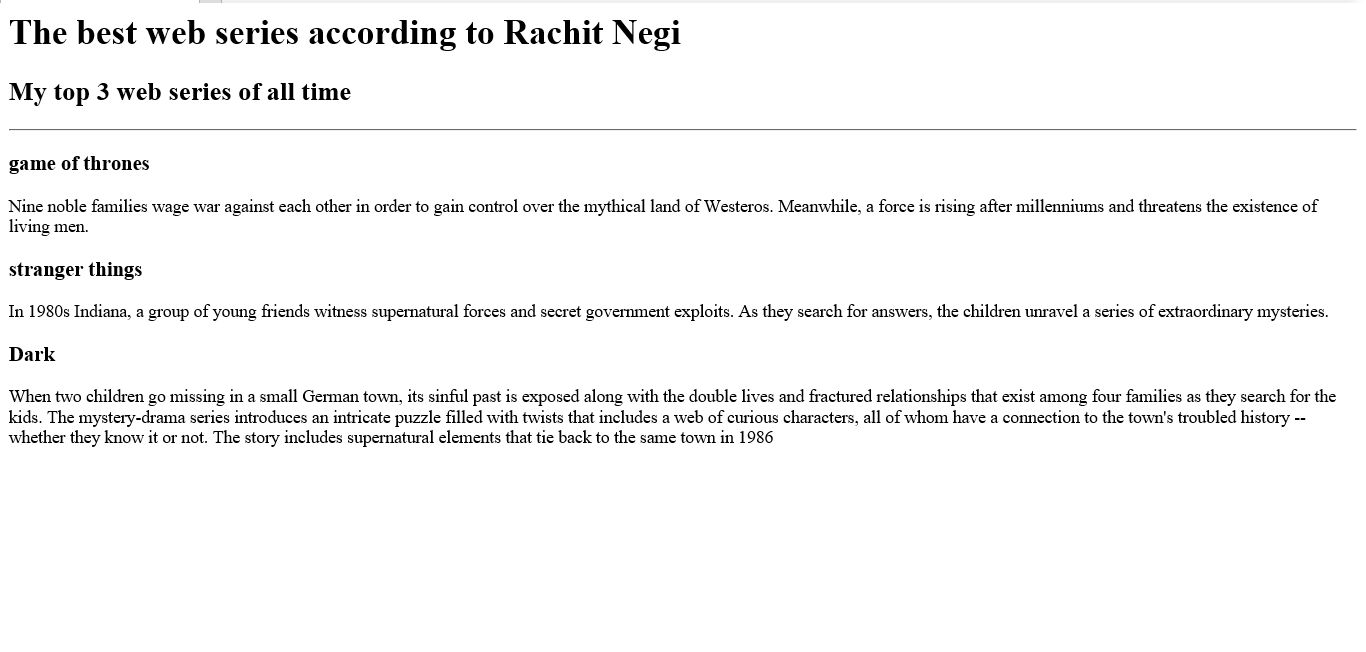 The best web series according to Rachit Negi
My top 3 web series of all time
game of thrones
Nine noble families wage war against each other in order to gain control over the mythical land of Westeros. Meanwhile, a force is rising after millenniums and threatens the existence of
living men.
stranger things
In 1980s Indiana, a group of young friends witness supernatural forces and secret government exploits. As they search for answers, the children unravel a series of extraordinary mysteries.
Dark
When two children go missing in a small German town, its sinful past is exposed along with the double lives and fractured relationships that exist among four families as they search for the
kids. The mystery-drama series introduces an intricate puzzle filled with twists that includes a web of curious characters, all of whom have a connection to the town's troubled history --
whether they know it or not. The story includes supernatural elements that tie back to the same town in 1986